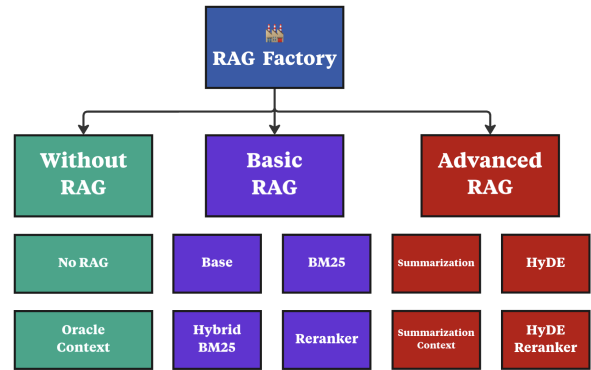 RAG Factory
Without
RAG
Basic
RAG
Advanced
RAG
No RAG
Base
BM25
Summarization
HyDE
Oracle
Context
Hybrid
BM25
Reranker
Summarization
Context
HyDE
Reranker